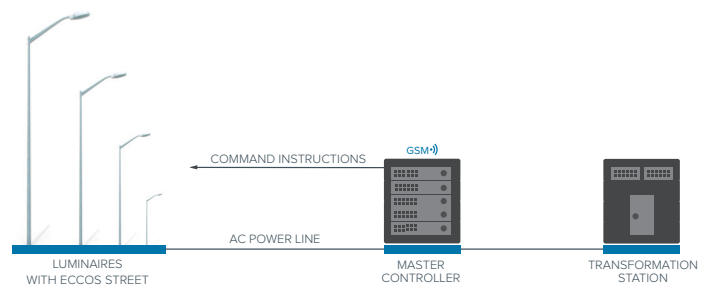 GSM
COMMAND INSTRUCTIONS
AC POWER LINE
LUMINAIRES
WITH ECCOS STREET
MASTER
CONTROLLER
TRANSFORMATION
STATION